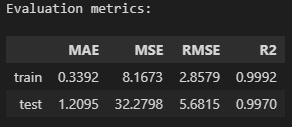 Evaluation metrics:
MAE MSE RMSE R2
train 0.3392 8.1673 2.8579 0.9992
test 1.2095 32.2798 5.6815 0.9970